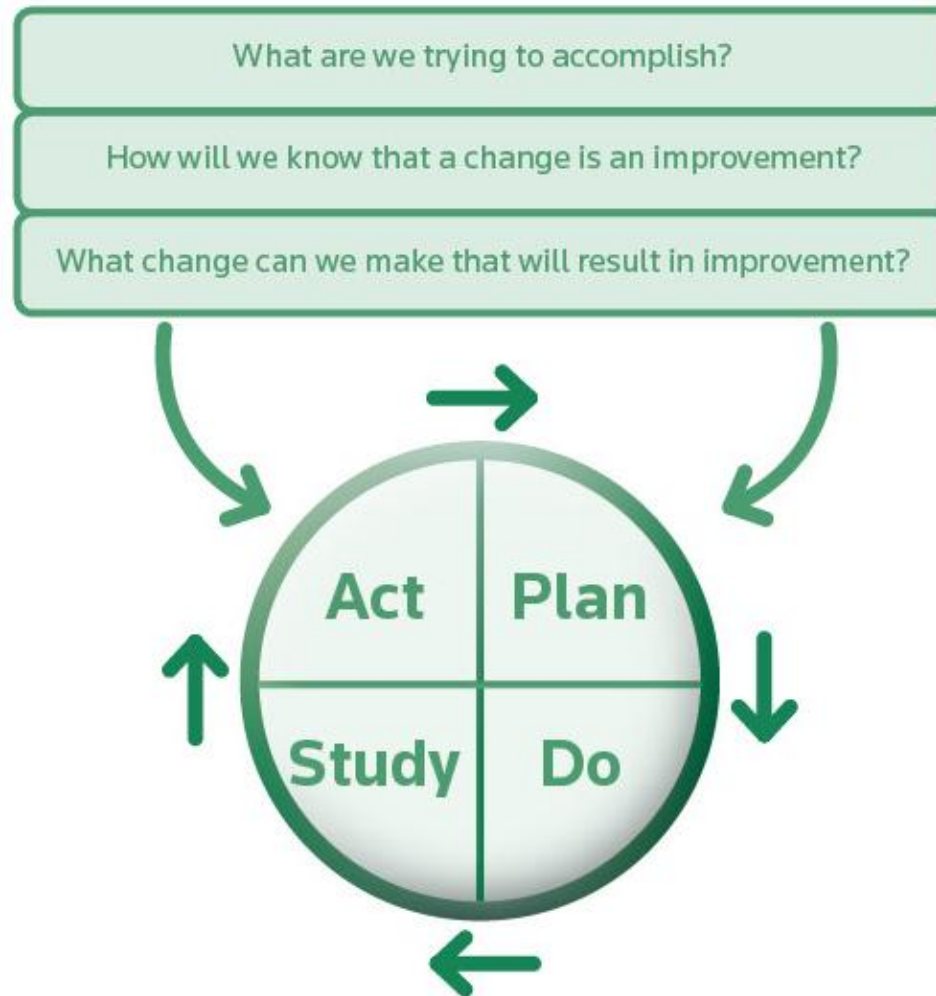 What are we trying to accomplish?
How will we know that a change is an improvement?
What change can we make that will result in improvement?
Act Plan
Study Do